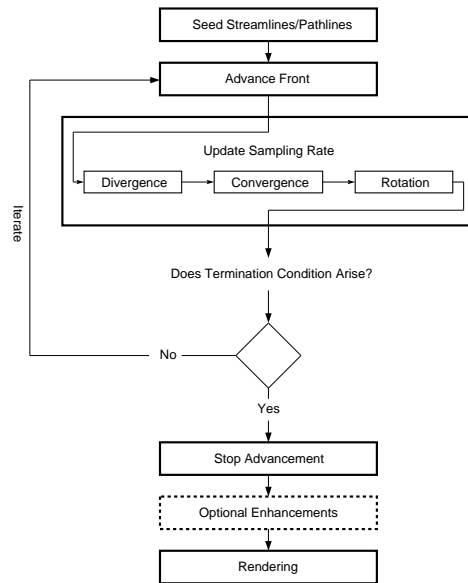 Seed Streamlines/Pathlines
Advance Front
Update Sampling Rate
Divergence
Convergence
Rotation
Iterate
Does Termination Condition Arise?
No
Yes
Stop Advancement
Optional Enhancements
Rendering